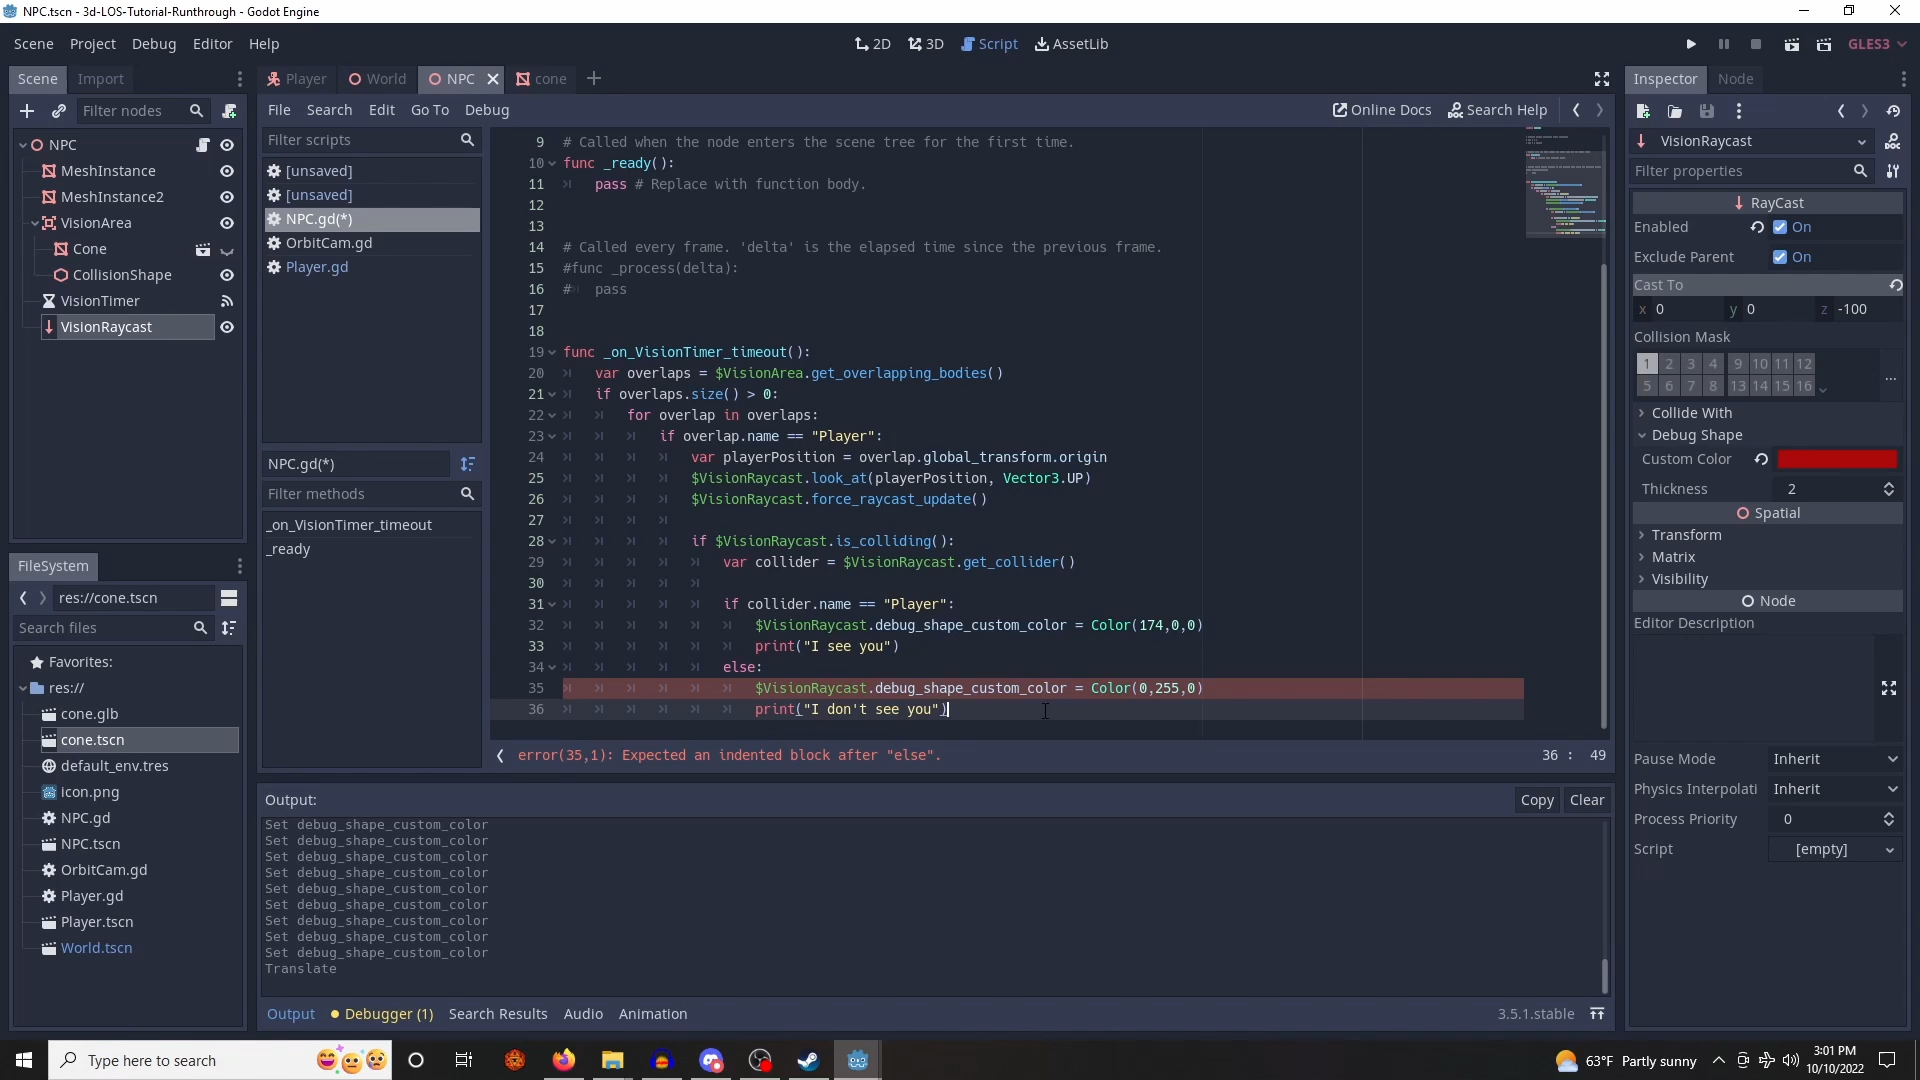 NPC.tscn - 3d-LOS-Tutorial-Runthrough - Godot Engine
Scene Project Debug Editor Help
2D 3D Script AssetLib
GLES3
Scene Import
Filter nodes
NPC
MeshInstance
MeshInstance2
VisionArea
Cone
CollisionShape
VisionTimer
VisionRaycast
FileSystem
res://cone.tscn
Search files
Favorites:
res://
cone.glb
cone.tscn
default_env.tres
icon.png
NPC.gd
NPC.tscn
OrbitCam.gd
Player.gd
Player.tscn
World.tscn
Player World NPC cone
File Search Edit Go To Debug
Online Docs Search Help
Filter scripts
[unsaved]
[unsaved]
NPC.gd(*)
OrbitCam.gd
Player.gd
NPC.gd(*)
Filter methods
_on_VisionTimer_timeout
_ready
9 # Called when the node enters the scene tree for the first time.
10 func _ready():
11 pass # Replace with function body.
12
13
14 # Called every frame. 'delta' is the elapsed time since the previous frame.
15 #func _process(delta):
16 # pass
17
18
19 func _on_VisionTimer_timeout():
20 var overlaps = $VisionArea.get_overlapping_bodies()
21 if overlaps.size() > 0:
22 for overlap in overlaps:
23 if overlap.name == "Player":
24 var playerPosition = overlap.global_transform.origin
25 $VisionRaycast.look_at(playerPosition, Vector3.UP)
26 $VisionRaycast.force_raycast_update()
27
28 if $VisionRaycast.is_colliding():
29 var collider = $VisionRaycast.get_collider()
30
31 if collider.name == "Player":
32 $VisionRaycast.debug_shape_custom_color = Color(174,0,0)
33 print("I see you")
34 else:
35 $VisionRaycast.debug_shape_custom_color = Color(0,255,0)
36 print("I don't see you")
error(35,1): Expected an indented block after "else".
36 : 49
Output:
Copy Clear
Set debug_shape_custom_color
Set debug_shape_custom_color
Set debug_shape_custom_color
Set debug_shape_custom_color
Set debug_shape_custom_color
Set debug_shape_custom_color
Set debug_shape_custom_color
Set debug_shape_custom_color
Set debug_shape_custom_color
Translate
Output Debugger (1) Search Results Audio Animation
3.5.1.stable
Inspector Node
VisionRaycast
Filter properties
RayCast
Enabled On
Exclude Parent On
Cast To
x 0 y 0 z -100
Collision Mask
1 2 3 4 9 10 11 12
5 6 7 8 13 14 15 16
Collide With
Debug Shape
Custom Color
Thickness 2
Spatial
Transform
Matrix
Visibility
Node
Editor Description
Pause Mode Inherit
Physics Interpolati Inherit
Process Priority 0
Script [empty]
Type here to search
63°F Partly sunny
3:01 PM
10/10/2022